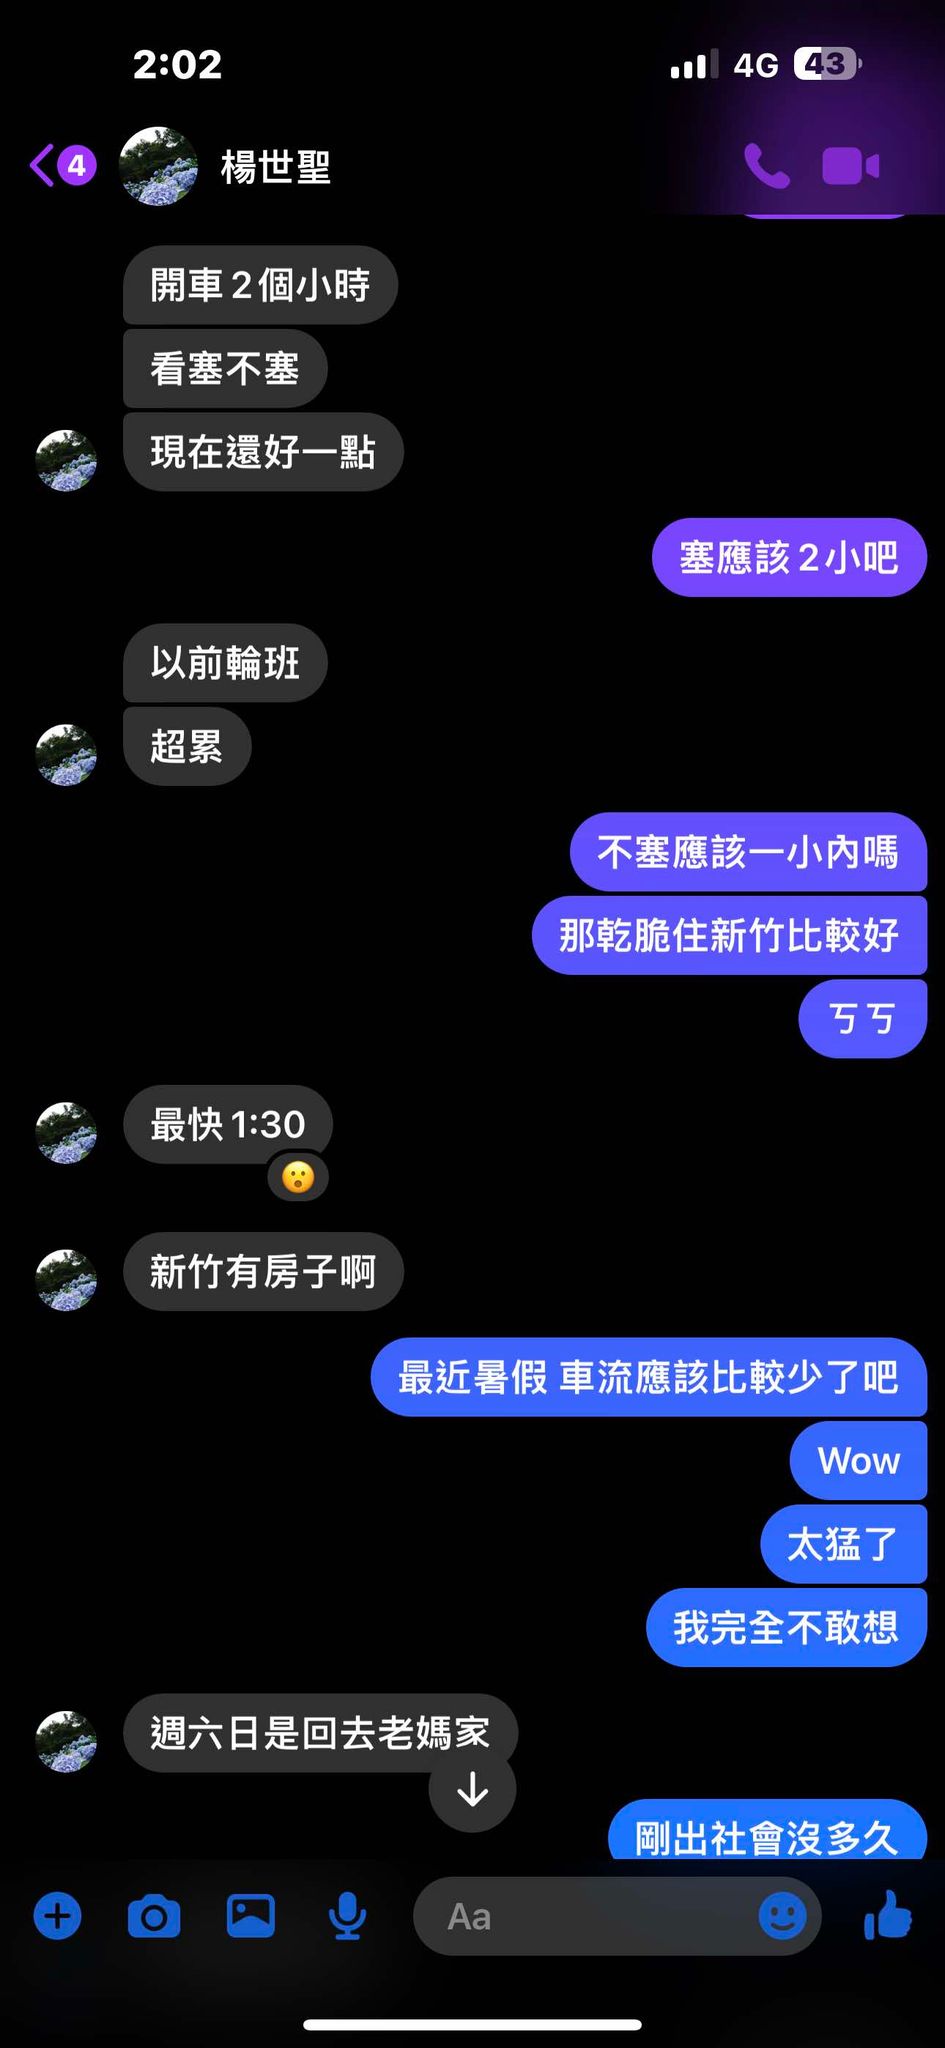 2:02
4G
43
4
楊世聖
開車2個小時
看塞不塞
現在還好一點
塞應該2小吧
以前輪班
超累
不塞應該一小內嗎
那乾脆住新竹比較好
ㄎㄎ
最快1:30
新竹有房子啊
最近暑假 車流應該比較少了吧
Wow
太猛了
我完全不敢想
週六日是回去老媽家
剛出社會沒多久
Aa